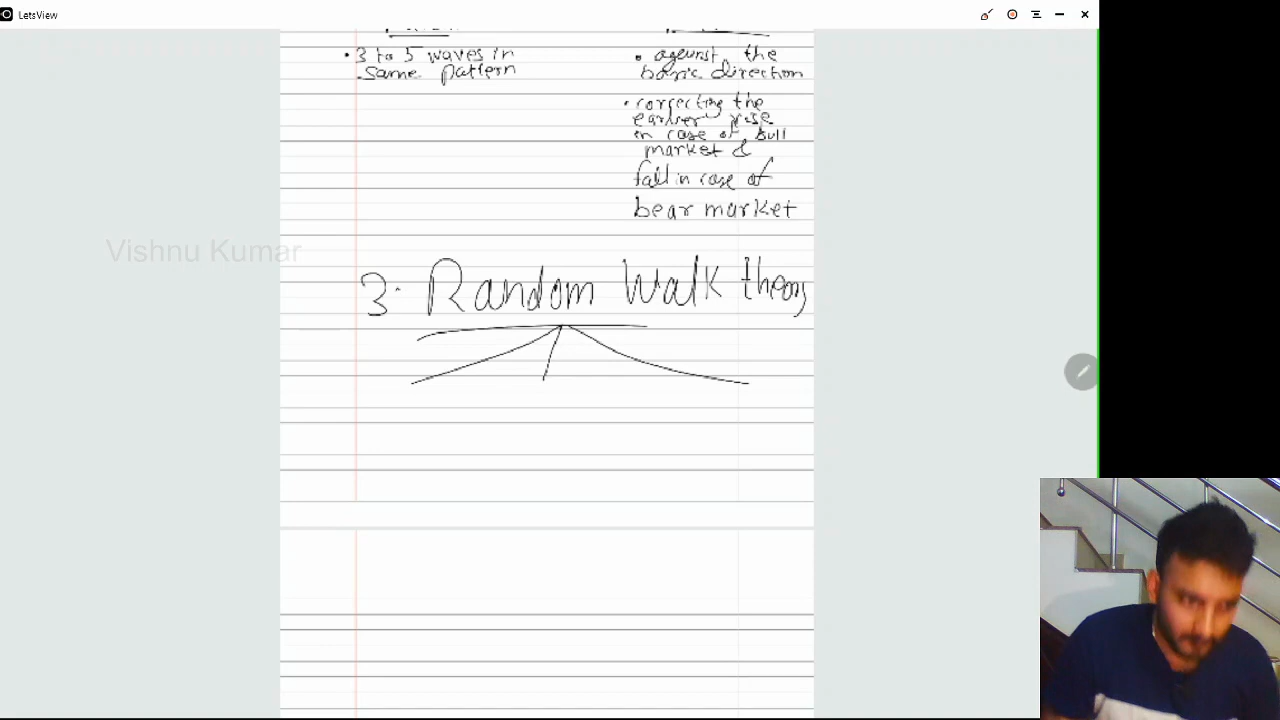 LetsView
• 3 to 5 waves in
same pattern
• against the
basic direction
• correcting the
earlier rise
in case of bull
market &
fall in case of
bear market
Vishnu Kumar
3. Random Walk theory